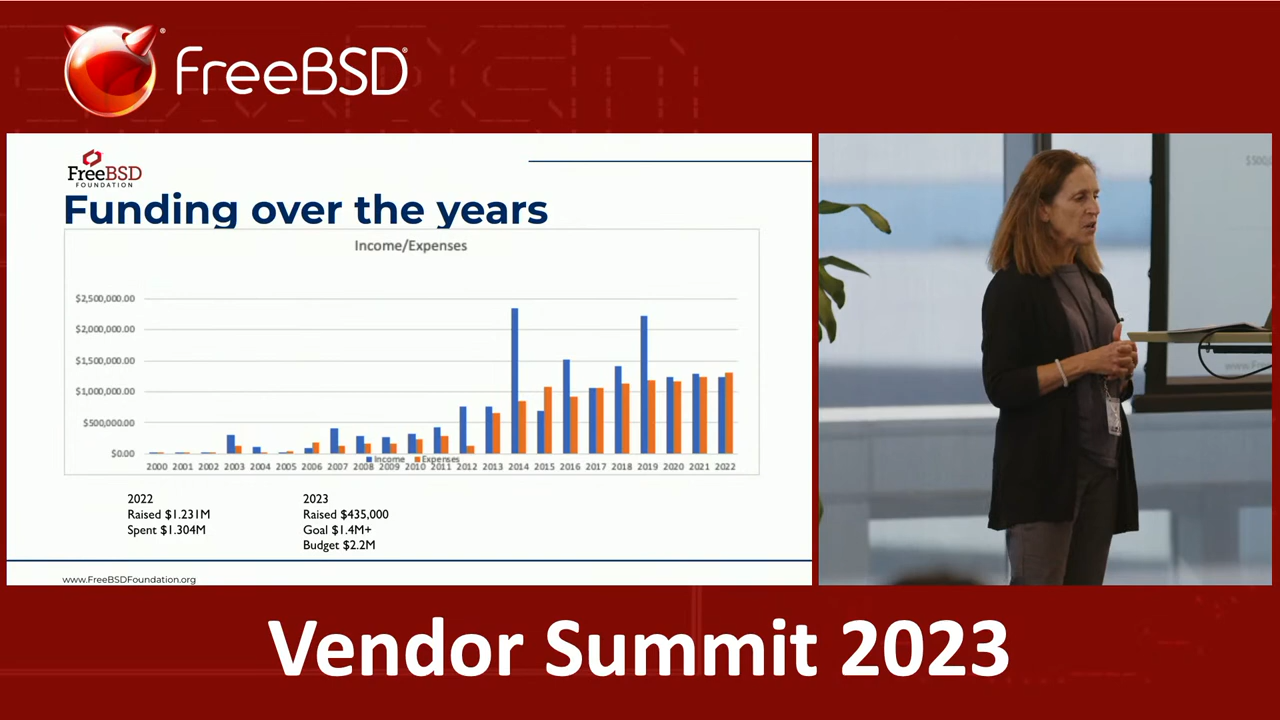 FreeBSD®
FreeBSD
FOUNDATION
Funding over the years
Income/Expenses
$2,500,000.00
$2,000,000.00
$1,500,000.00
$1,000,000.00
$500,000.00
$0.00
2000 2001 2002 2003 2004 2005 2006 2007 2008 2009 2010 2011 2012 2013 2014 2015 2016 2017 2018 2019 2020 2021 2022
Income Expenses
2022
Raised $1.231M
Spent $1.304M
2023
Raised $435,000
Goal $1.4M+
Budget $2.2M
www.FreeBSDFoundation.org
$500,0
www.Fre
Vendor Summit 2023